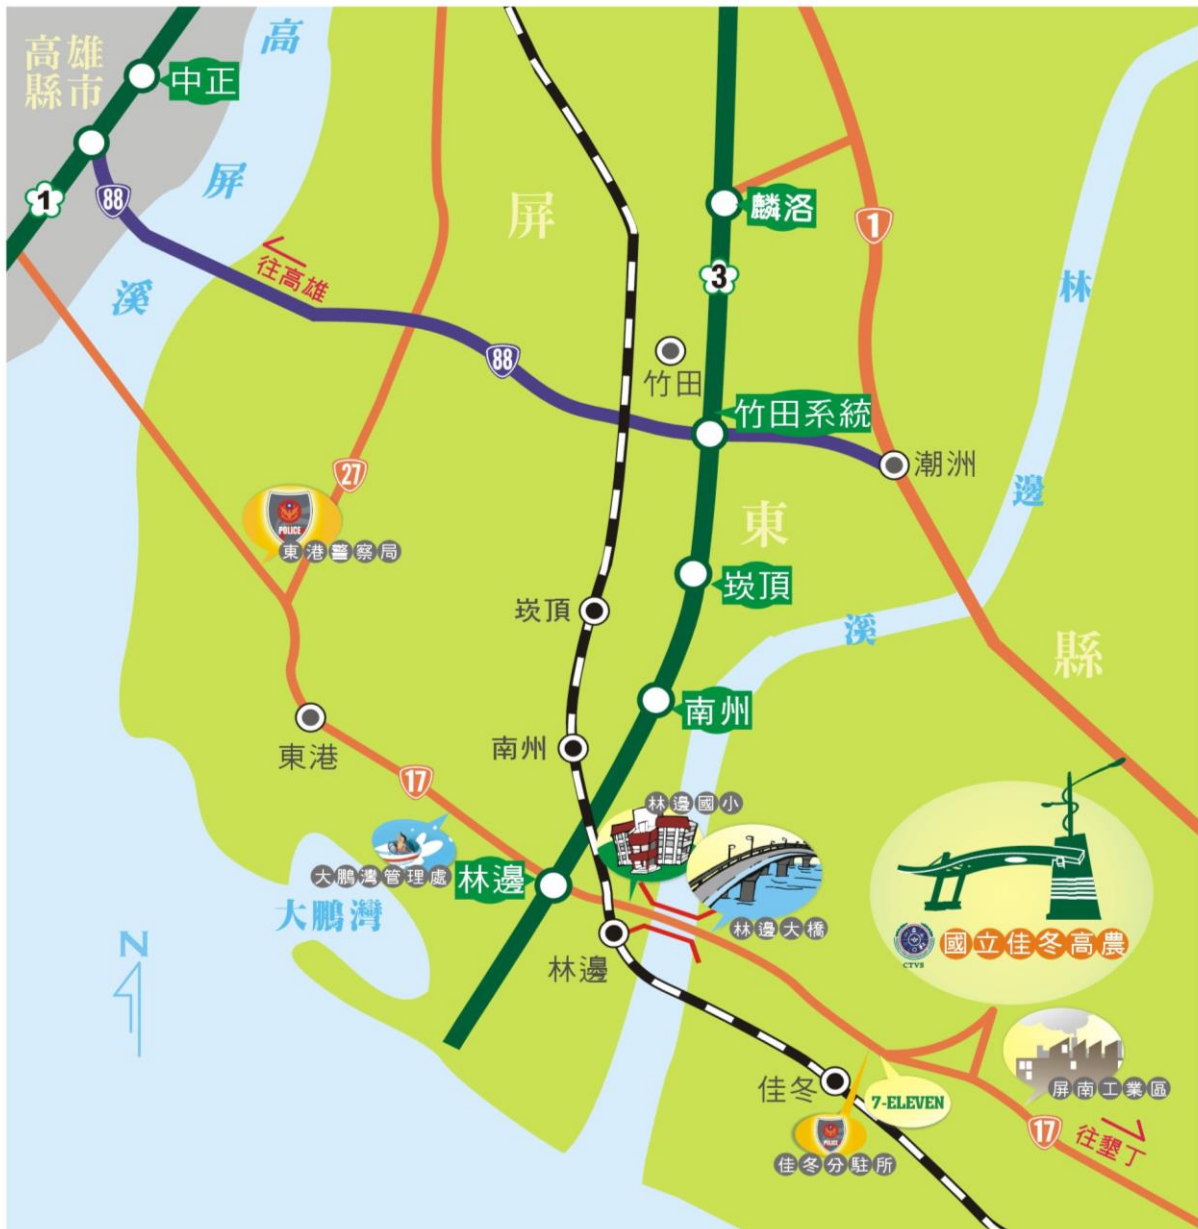 高雄
縣市
中正
高
屏
溪
1
88
往高雄
屏
東
縣
麟洛
3
1
竹田
88
竹田系統
潮洲
林
邊
溪
27
POLICE
東港警察局
崁頂
崁頂
南州
南州
東港
17
林邊國小
大鵬灣管理處
林邊
大鵬灣
林邊大橋
林邊
N
CTVS
國立佳冬高農
屏南工業區
佳冬
7-ELEVEN
POLICE
佳冬分駐所
17
往墾丁